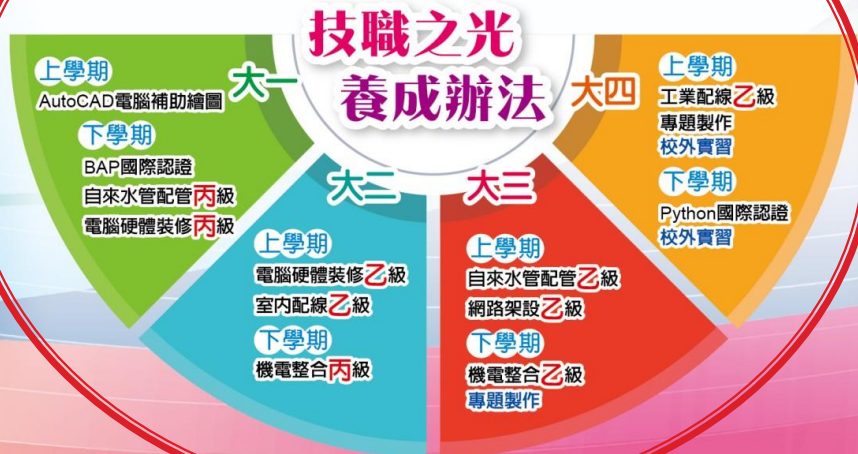 技職之光
養成辦法
大一
上學期
AutoCAD電腦補助繪圖
下學期
BAP國際認證
自來水管配管丙級
電腦硬體裝修丙級
大二
上學期
電腦硬體裝修乙級
室內配線乙級
下學期
機電整合丙級
大三
上學期
自來水管配管乙級
網路架設乙級
下學期
機電整合乙級
專題製作
大四
上學期
工業配線乙級
專題製作
校外實習
下學期
Python國際認證
校外實習